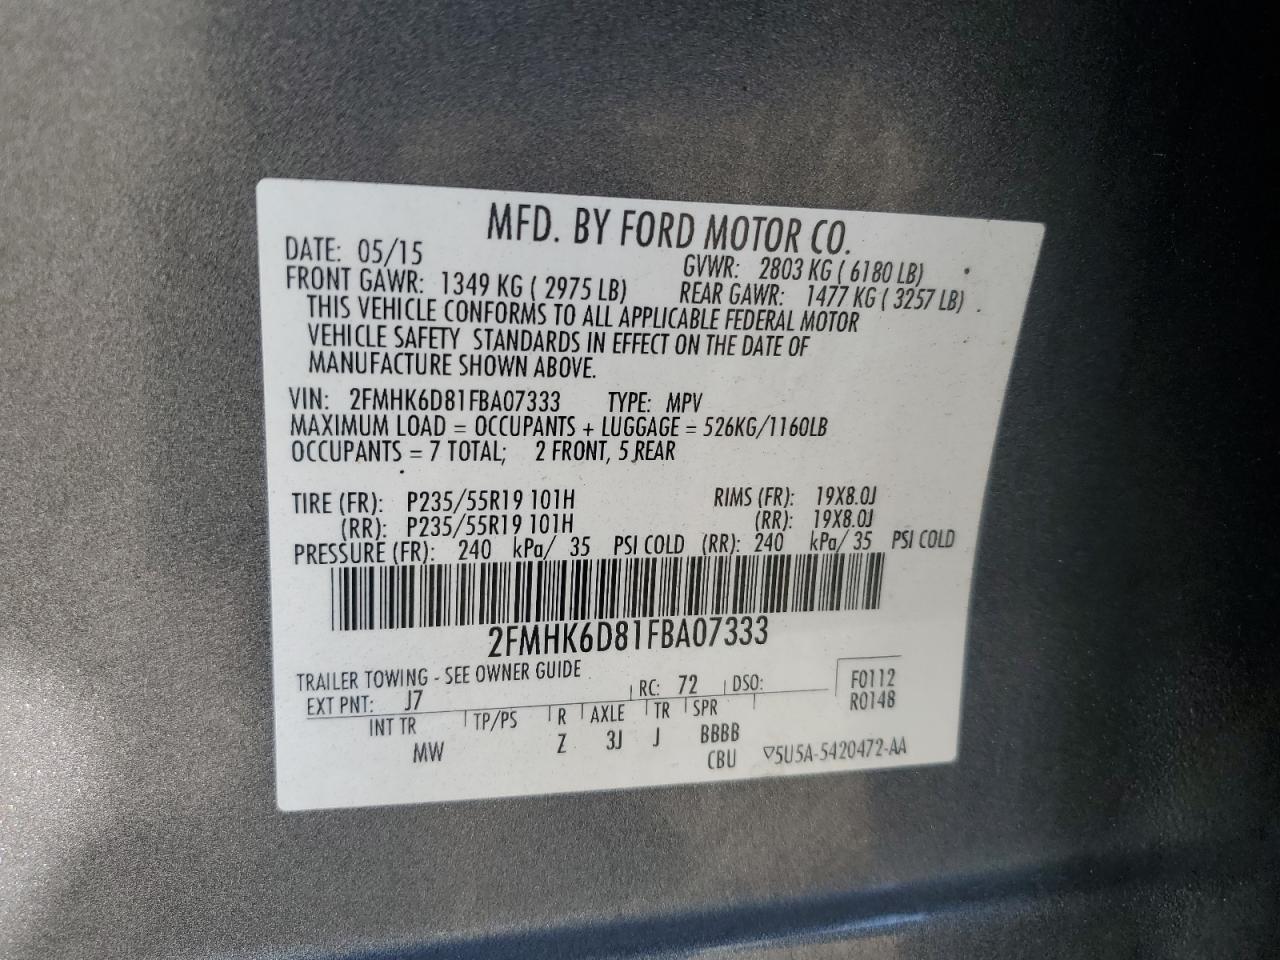 MFD. BY FORD MOTOR CO.
DATE: 05/15 GVWR: 2803 KG ( 6180 LB)
FRONT GAWR: 1349 KG ( 2975 LB) REAR GAWR: 1477 KG ( 3257 LB)
THIS VEHICLE CONFORMS TO ALL APPLICABLE FEDERAL MOTOR
VEHICLE SAFETY STANDARDS IN EFFECT ON THE DATE OF
MANUFACTURE SHOWN ABOVE.
VIN: 2FMHK6D81FBA07333 TYPE: MPV
MAXIMUM LOAD = OCCUPANTS + LUGGAGE = 526KG/1160LB
OCCUPANTS = 7 TOTAL; 2 FRONT, 5 REAR
TIRE (FR): P235/55R19 101H RIMS (FR): 19X8.0J
(RR): P235/55R19 101H (RR): 19X8.0J
PRESSURE (FR): 240 kPa/ 35 PSI COLD (RR): 240 kPa/ 35 PSI COLD
2FMHK6D81FBA07333
TRAILER TOWING - SEE OWNER GUIDE
EXT PNT: J7 RC: 72 DSO: F0112
R0148
INT TR TP/PS R AXLE TR SPR
MW Z 3J J BBBB
CBU ▽5U5A-5420472-AA